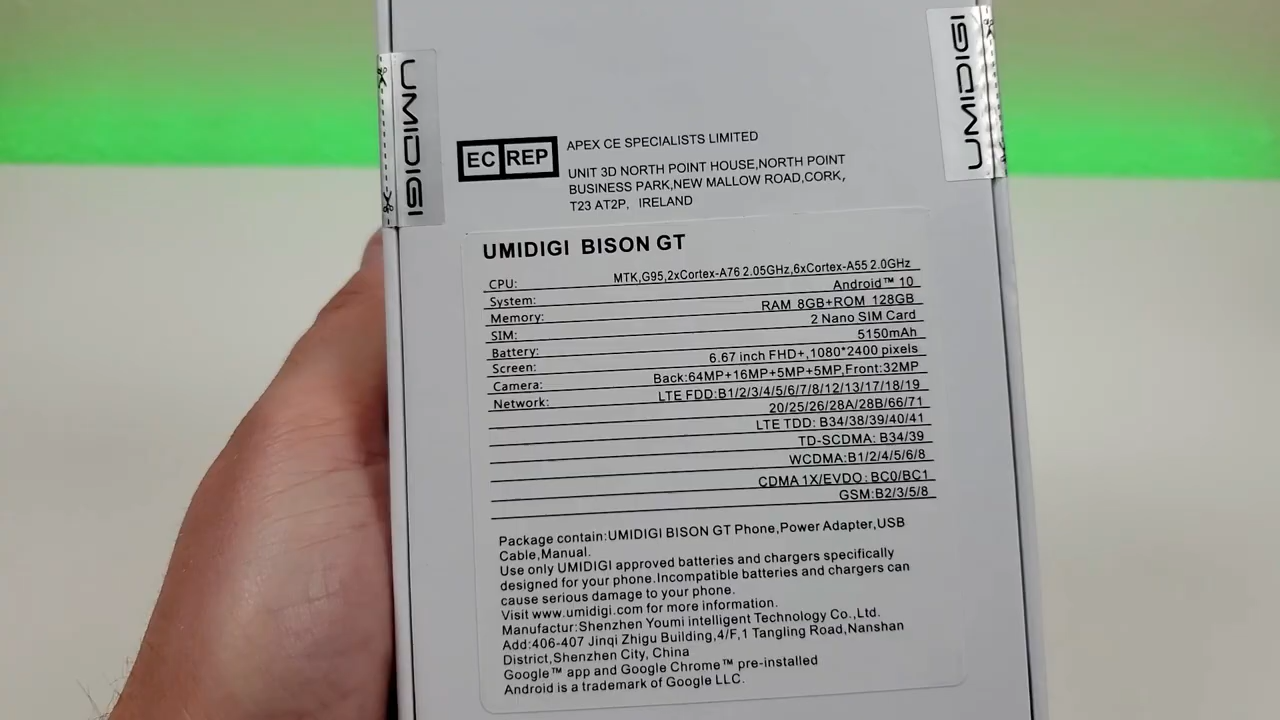 UMIDIGI
UMIDIGI
EC REP
APEX CE SPECIALISTS LIMITED
UNIT 3D NORTH POINT HOUSE,NORTH POINT
BUSINESS PARK,NEW MALLOW ROAD,CORK,
T23 AT2P, IRELAND
UMIDIGI BISON GT
CPU: MTK,G95,2xCortex-A76 2.05GHz,6xCortex-A55 2.0GHz
System: Android™ 10
Memory: RAM 8GB+ROM 128GB
SIM: 2 Nano SIM Card
Battery: 5150mAh
Screen: 6.67 inch FHD+,1080*2400 pixels
Camera: Back:64MP+16MP+5MP+5MP,Front:32MP
Network: LTE FDD:B1/2/3/4/5/6/7/8/12/13/17/18/19
20/25/26/28A/28B/66/71
LTE TDD: B34/38/39/40/41
TD-SCDMA: B34/39
WCDMA:B1/2/4/5/6/8
CDMA 1X/EVDO: BC0/BC1
GSM:B2/3/5/8
Package contain:UMIDIGI BISON GT Phone,Power Adapter,USB
Cable,Manual.
Use only UMIDIGI approved batteries and chargers specifically
designed for your phone.Incompatible batteries and chargers can
cause serious damage to your phone.
Visit www.umidigi.com for more information.
Manufactur:Shenzhen Youmi intelligent Technology Co.,Ltd.
Add:406-407 Jinqi Zhigu Building,4/F,1 Tangling Road,Nanshan
District,Shenzhen City, China
Google™ app and Google Chrome™ pre-installed
Android is a trademark of Google LLC.